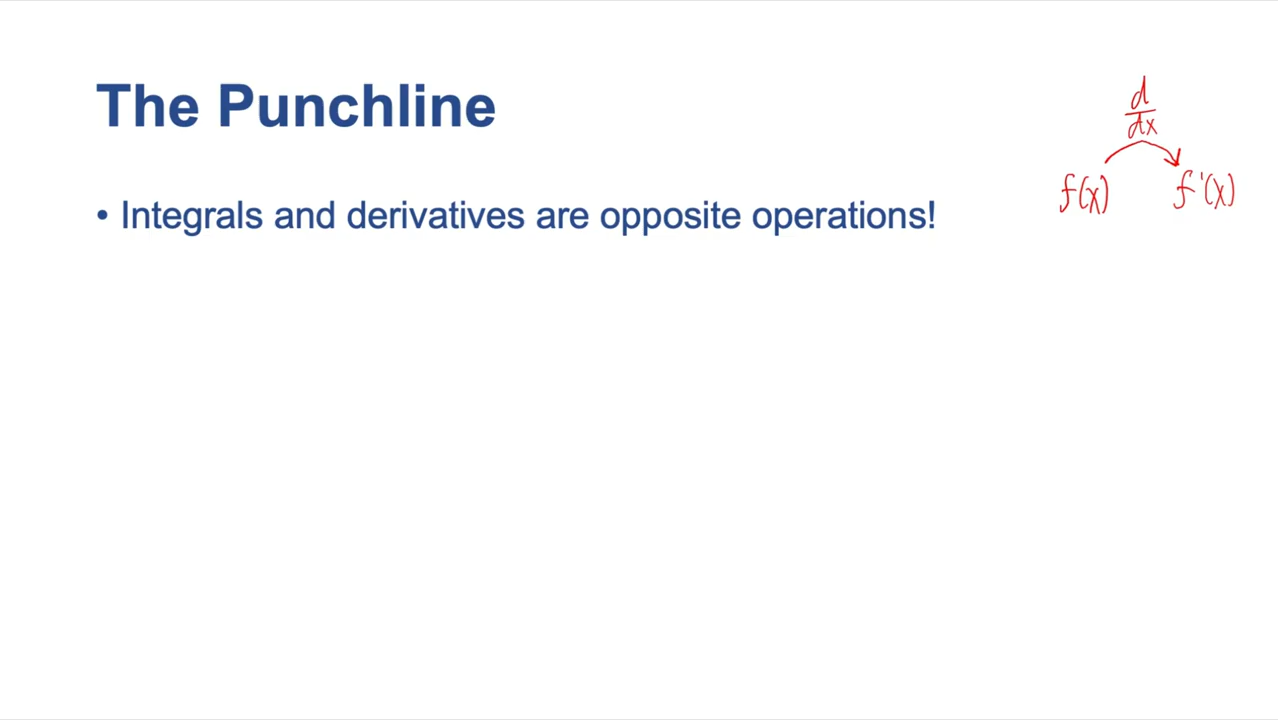 The Punchline
• Integrals and derivatives are opposite operations!
d
dx
f(x) f'(x)